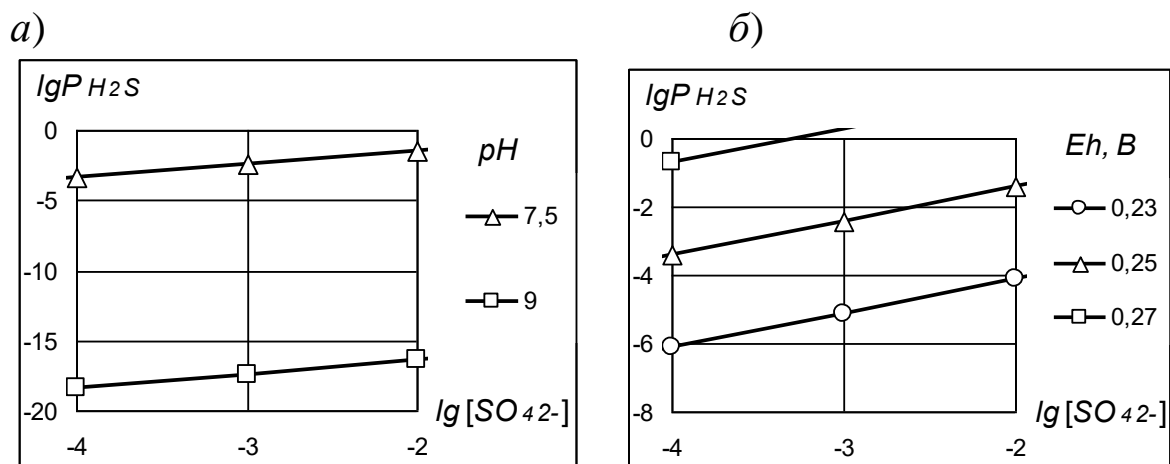 а)
lgP H2S
0
-5
-10
-15
-20
-4 -3 -2
lg [SO 4 2-]
pH
7,5
9
б)
lgP H2S
0
-2
-4
-6
-8
-4 -3 -2
lg [SO 4 2-]
Eh, B
0,23
0,25
0,27